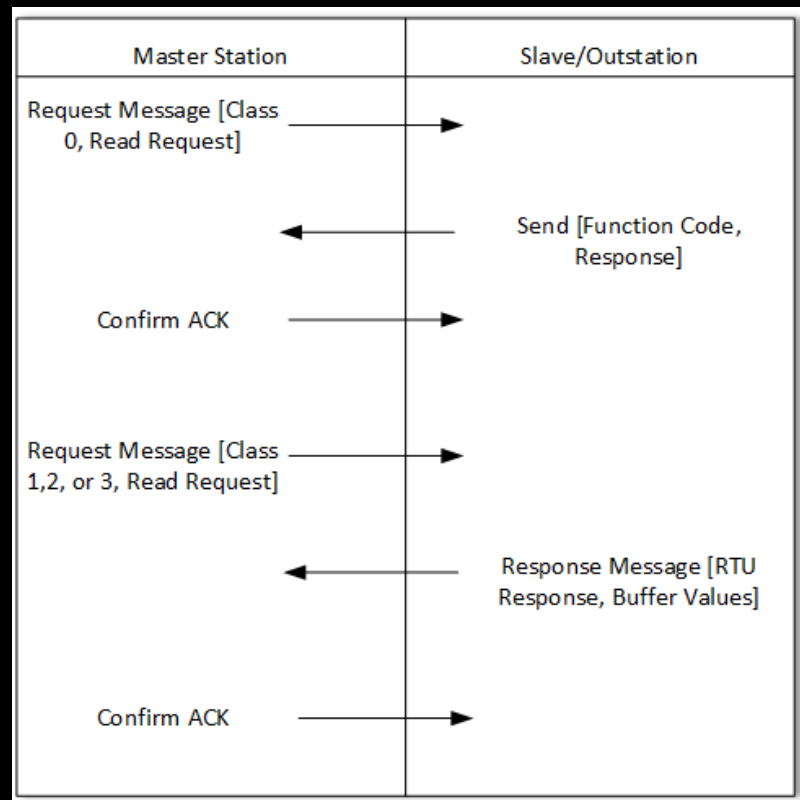 Master Station
Slave/Outstation
Request Message [Class
0, Read Request]
Send [Function Code,
Response]
Confirm ACK
Request Message [Class
1,2, or 3, Read Request]
Response Message [RTU
Response, Buffer Values]
Confirm ACK